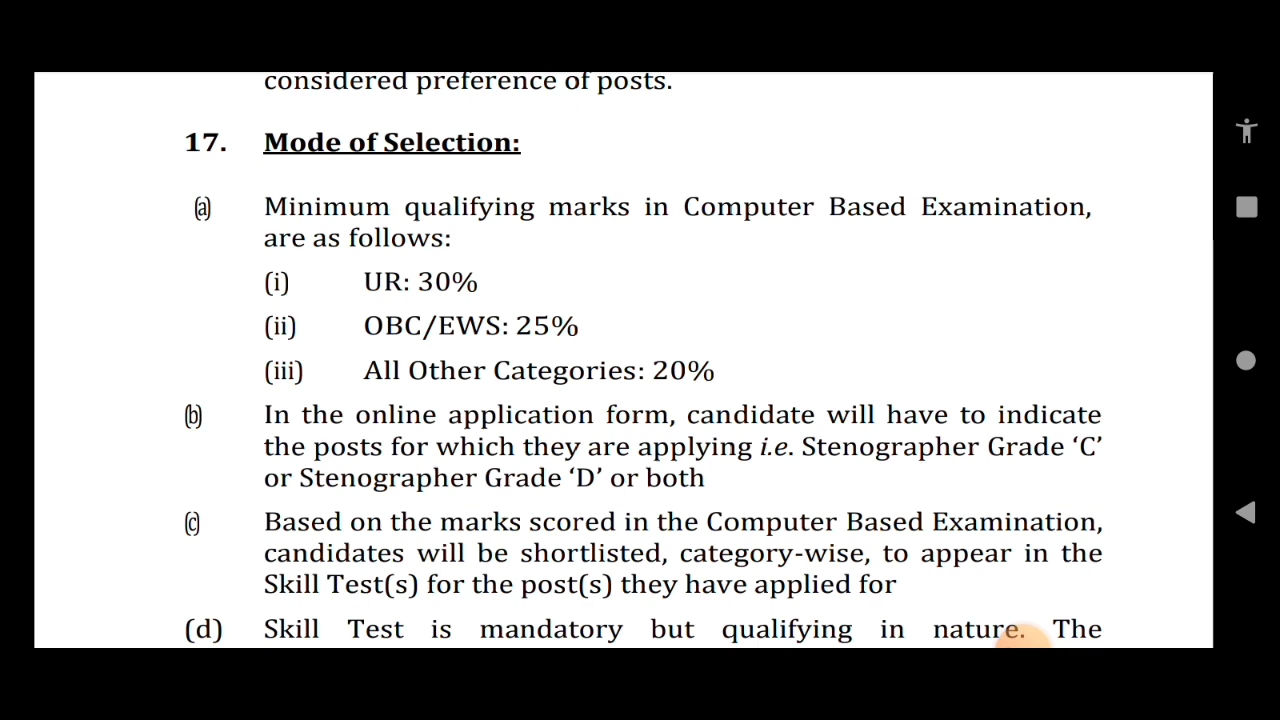 considered preference of posts.
17. Mode of Selection:
(a) Minimum qualifying marks in Computer Based Examination,
are as follows:
(i) UR: 30%
(ii) OBC/EWS: 25%
(iii) All Other Categories: 20%
(b) In the online application form, candidate will have to indicate
the posts for which they are applying i.e. Stenographer Grade ‘C’
or Stenographer Grade ‘D’ or both
(c) Based on the marks scored in the Computer Based Examination,
candidates will be shortlisted, category-wise, to appear in the
Skill Test(s) for the post(s) they have applied for
(d) Skill Test is mandatory but qualifying in nature. The